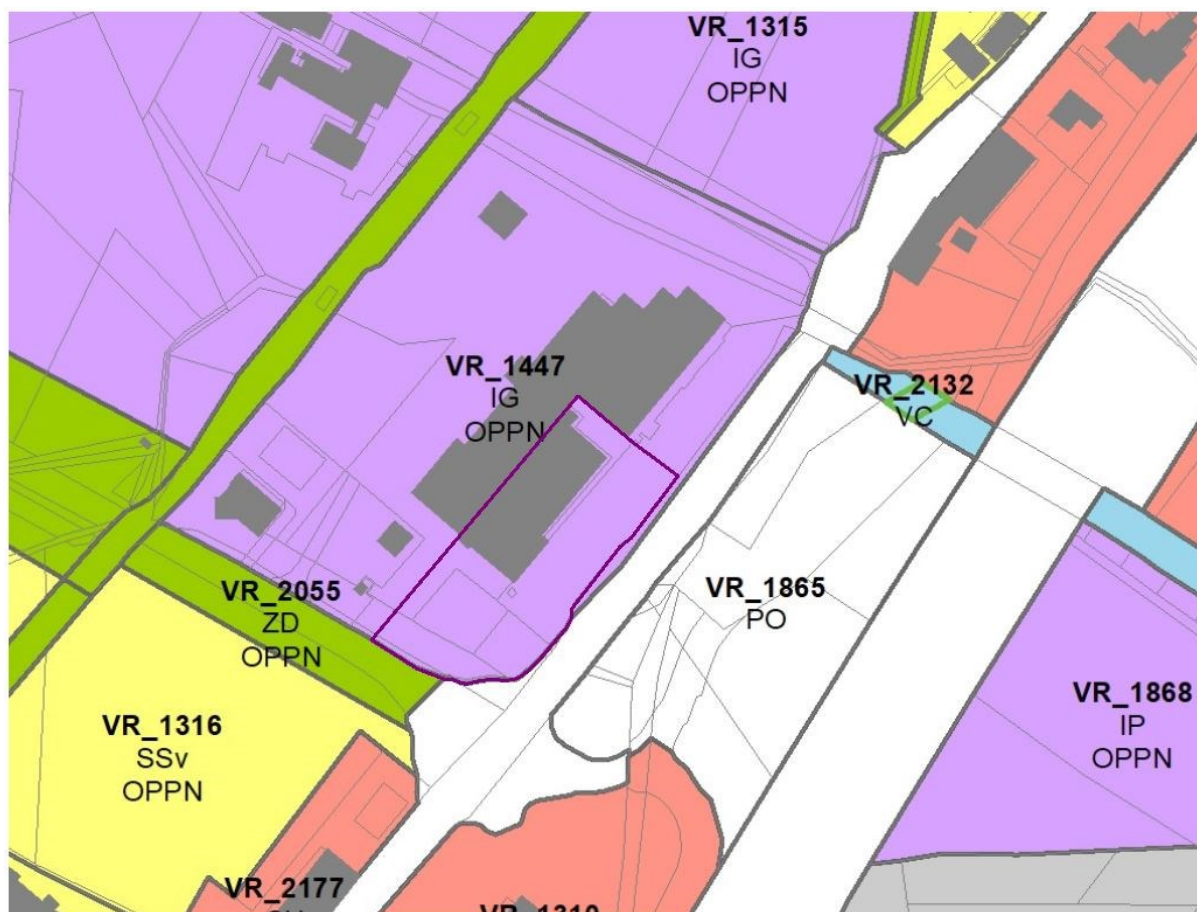 VR_1315
IG
OPPN
VR_1447
IG
OPPN
VR_2132
VC
VR_2055
ZD
OPPN
VR_1865
PO
VR_1868
IP
OPPN
VR_1316
SSv
OPPN
VR_2177